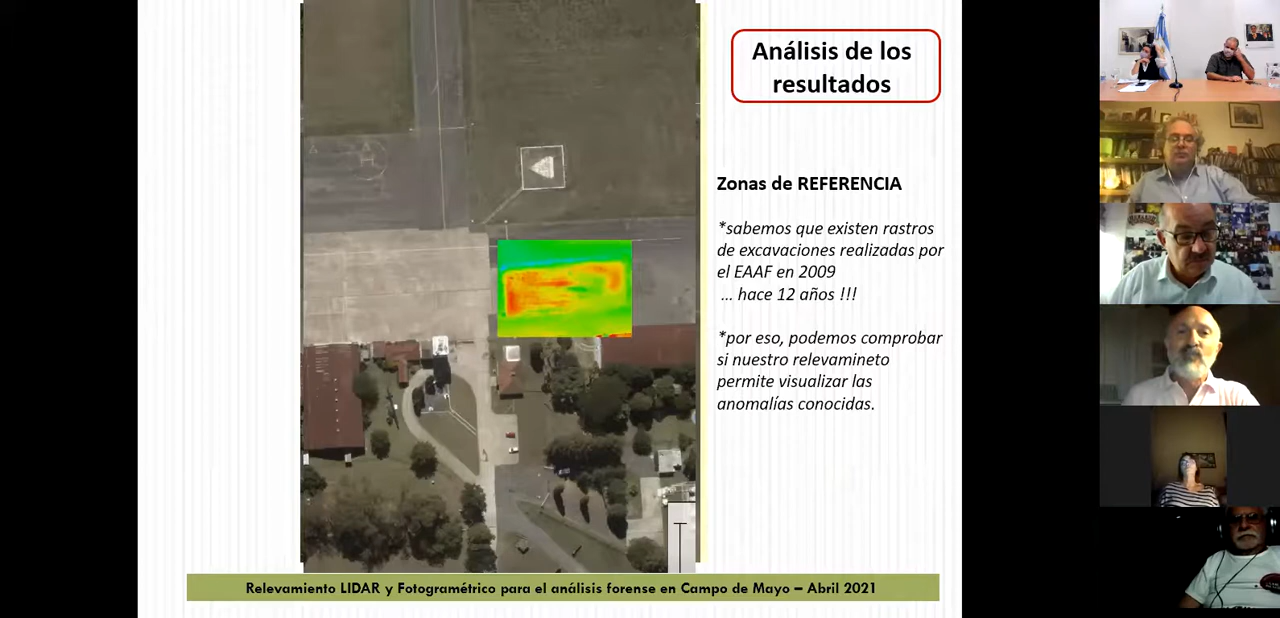 Análisis de los
resultados
Zonas de REFERENCIA
*sabemos que existen rastros
de excavaciones realizadas por
el EAAF en 2009
... hace 12 años !!!
*por eso, podemos comprobar
si nuestro relevamineto
permite visualizar las
anomalías conocidas.
Relevamiento LIDAR y Fotogramétrico para el análisis forense en Campo de Mayo – Abril 2021